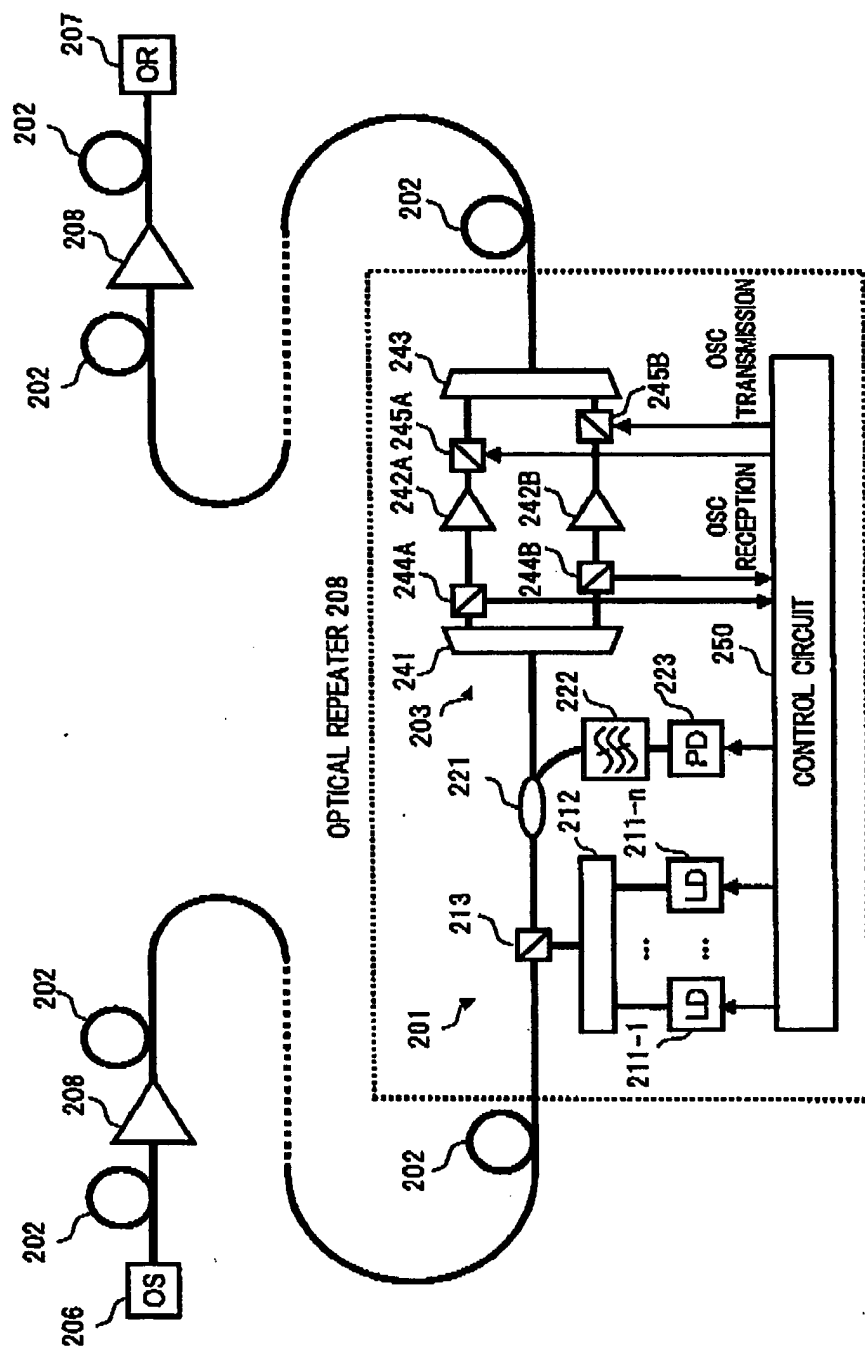 206
OS
202
208
202
202
208
202
OR
207
202
202
OPTICAL REPEATER 208
201
213
221
203
241
244A
242A
245A
243
244B
242B
245B
212
222
223
PD
211-1
LD
...
...
211-n
LD
250
OSC
RECEPTION
OSC
TRANSMISSION
CONTROL CIRCUIT